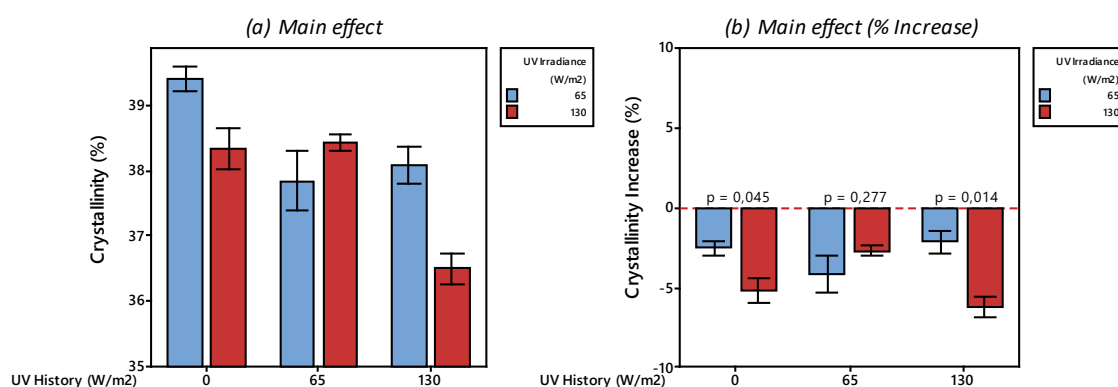 (a) Main effect
(b) Main effect (% Increase)
Crystallinity (%)
39
38
37
36
35
UV History (W/m2)
0
65
130
UV Irradiance
(W/m2)
65
130
Crystallinity Increase (%)
10
5
0
-5
-10
p = 0,045
p = 0,277
p = 0,014
UV History (W/m2)
0
65
130
UV Irradiance
(W/m2)
65
130